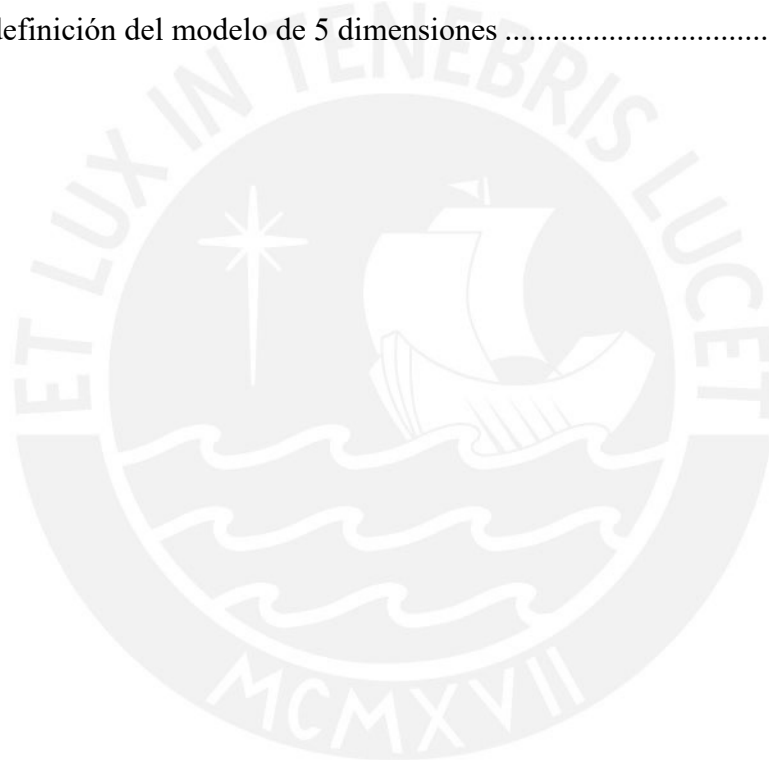 definición del modelo de 5 dimensiones ................................
ET LUX IN TENEBRIS LUCET
MCMXVII